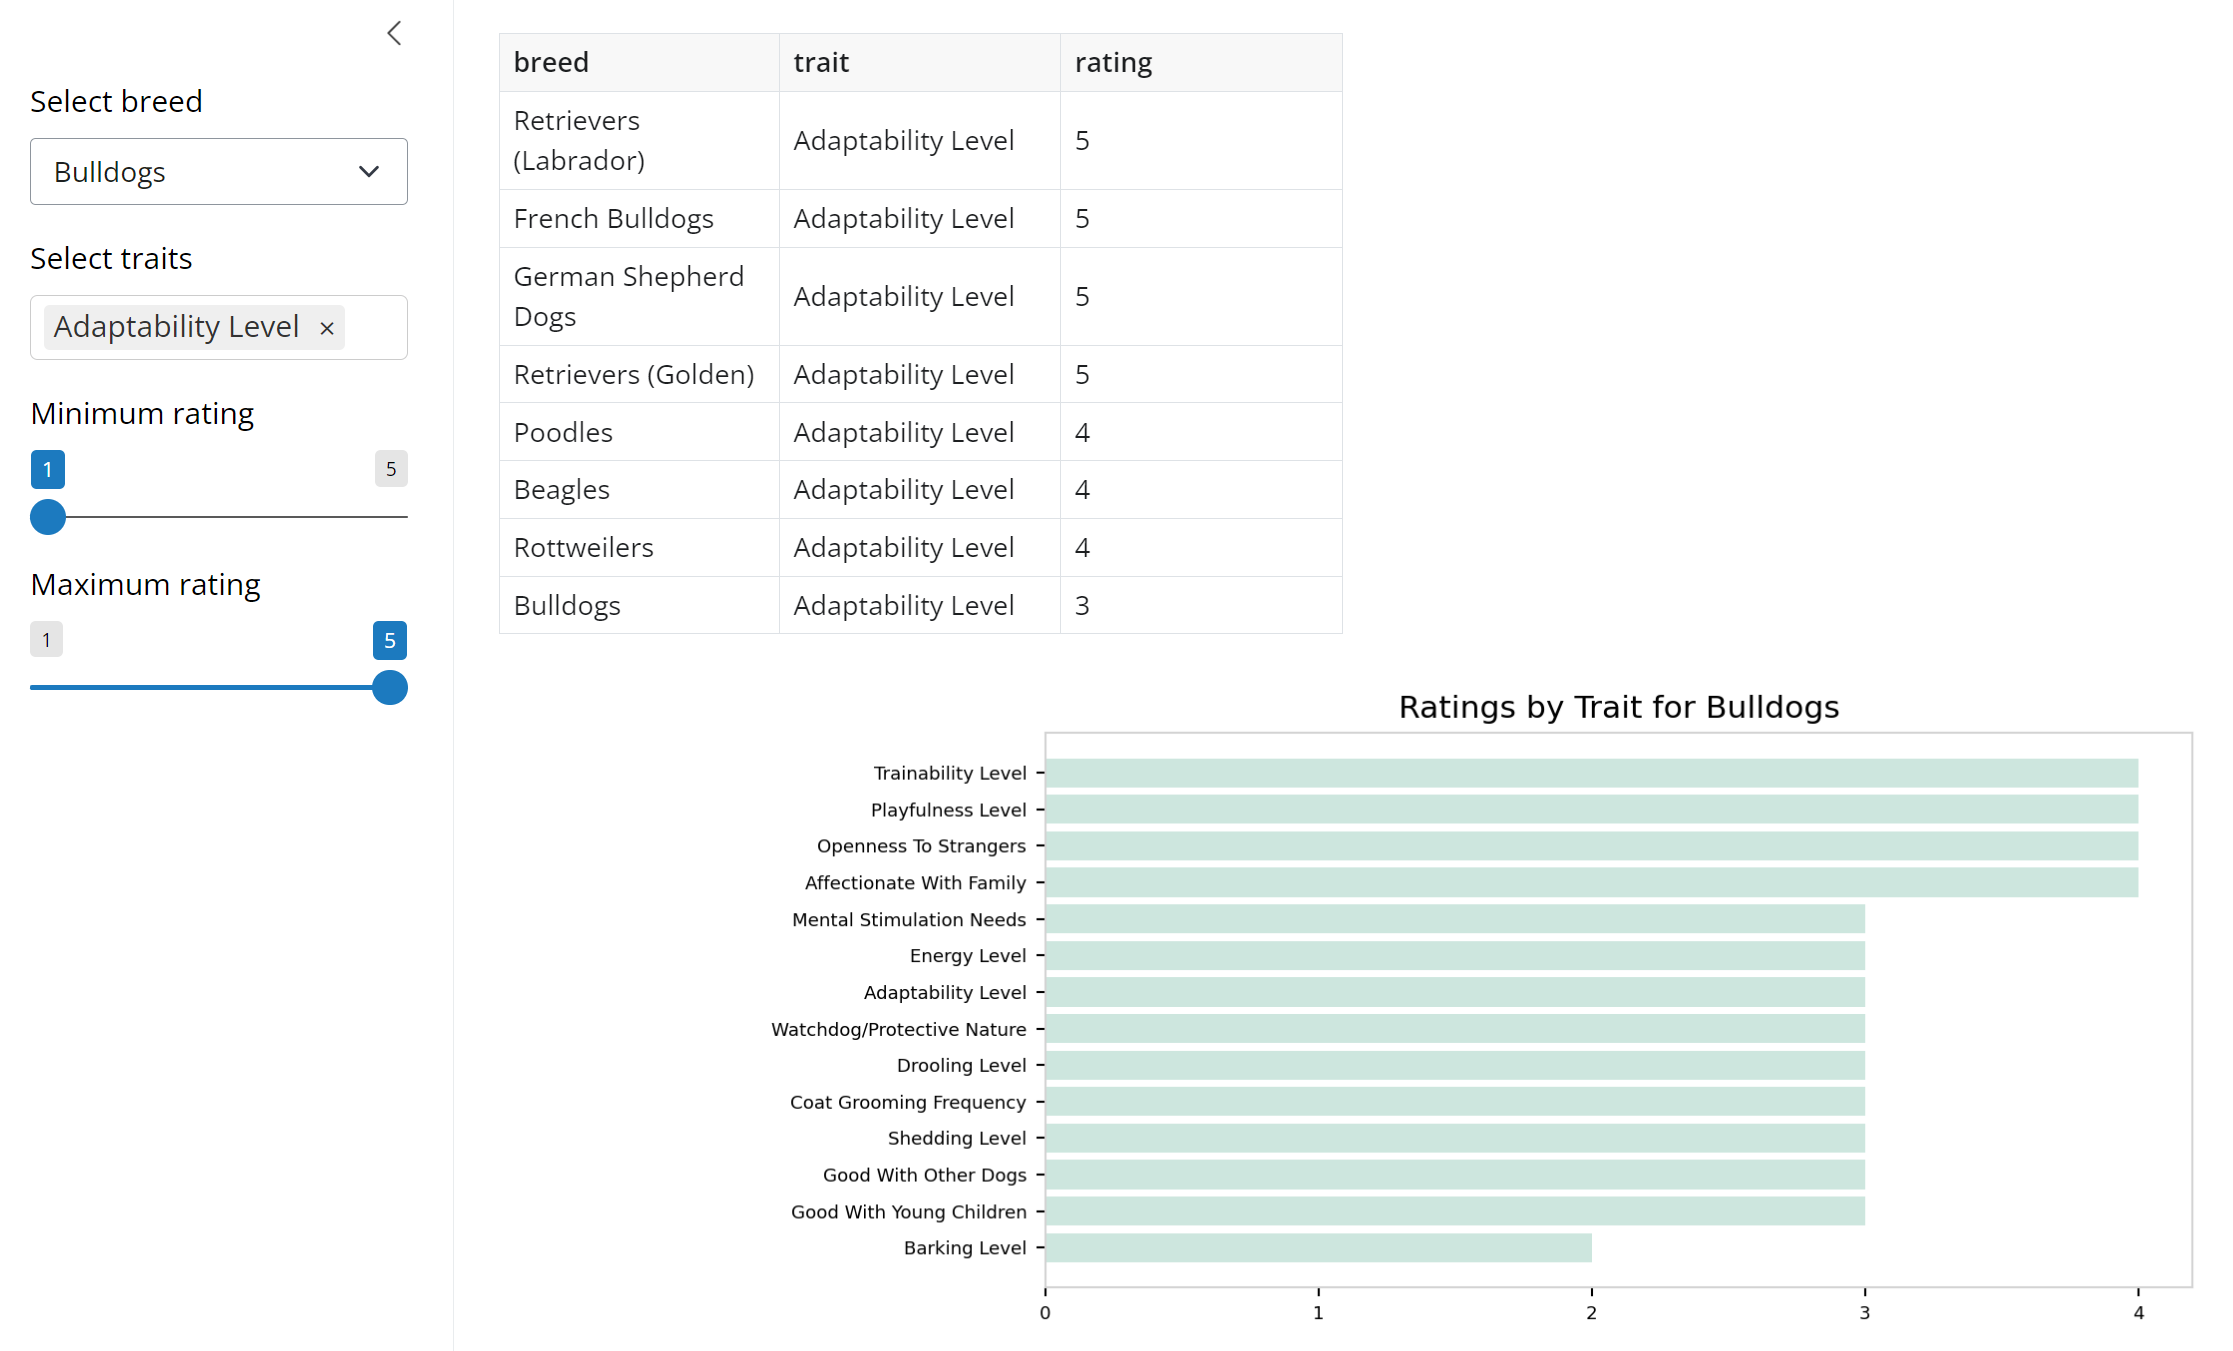 Select breed
Bulldogs
Select traits
Adaptability Level ×
Minimum rating
1 5
Maximum rating
1 5
breed trait rating
Retrievers (Labrador) Adaptability Level 5
French Bulldogs Adaptability Level 5
German Shepherd Dogs Adaptability Level 5
Retrievers (Golden) Adaptability Level 5
Poodles Adaptability Level 4
Beagles Adaptability Level 4
Rottweilers Adaptability Level 4
Bulldogs Adaptability Level 3
Ratings by Trait for Bulldogs
Trainability Level
Playfulness Level
Openness To Strangers
Affectionate With Family
Mental Stimulation Needs
Energy Level
Adaptability Level
Watchdog/Protective Nature
Drooling Level
Coat Grooming Frequency
Shedding Level
Good With Other Dogs
Good With Young Children
Barking Level
0 1 2 3 4